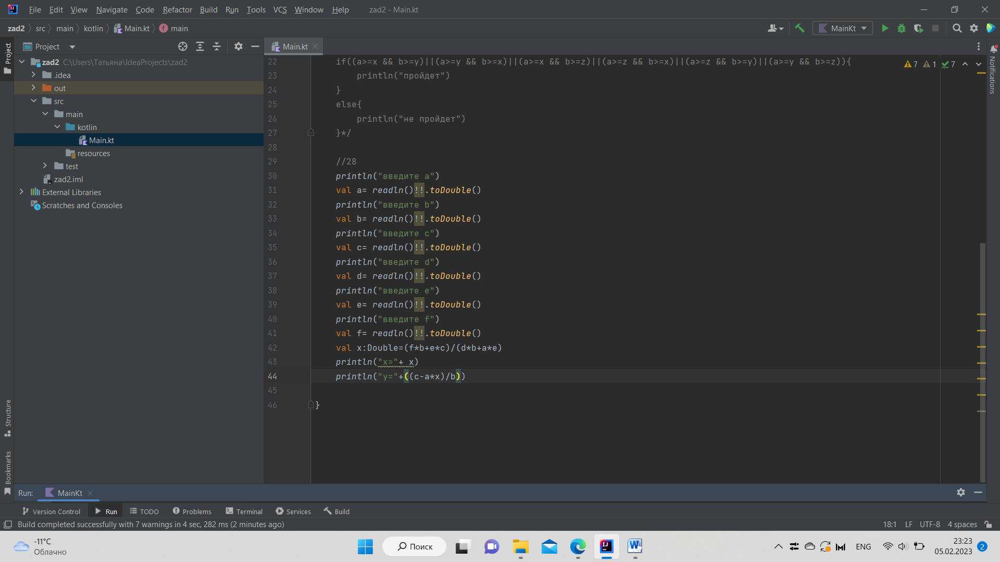 File Edit View Navigate Code Refactor Build Run Tools VCS Window Help zad2 - Main.kt
zad2 src main kotlin Main.kt main MainKt
Project Main.kt
Project
Notifications
zad2 C:\Users\Татьяна\IdeaProjects\zad2
.idea
out
src
main
kotlin
Main.kt
resources
test
zad2.iml
External Libraries
Scratches and Consoles
7 1 7
22 if((a>=x && b>=y)||(a>=y && b>=x)||(a>=x && b>=z)||(a>=z && b>=x)||(a>=z && b>=y)||(a>=y && b>=z)){
23 println("пройдет")
24 }
25 else{
26 println("не пройдет")
27 }*/
28
29 //28
30 println("введите a")
31 val a= readln()!!.toDouble()
32 println("введите b")
33 val b= readln()!!.toDouble()
34 println("введите c")
35 val c= readln()!!.toDouble()
36 println("введите d")
37 val d= readln()!!.toDouble()
38 println("введите e")
39 val e= readln()!!.toDouble()
40 println("введите f")
41 val f= readln()!!.toDouble()
42 val x:Double=(f*b+e*c)/(d*b+a*e)
43 println("x="+ x)
44 println("y="+((c-a*x)/b))
45
46 }
Structure
Bookmarks
Run: MainKt
Version Control Run TODO Problems Terminal Services Build
Build completed successfully with 7 warnings in 4 sec, 282 ms (2 minutes ago) 18:1 LF UTF-8 4 spaces
-11°C
Облачно
Поиск
ENG
23:23
05.02.2023
2